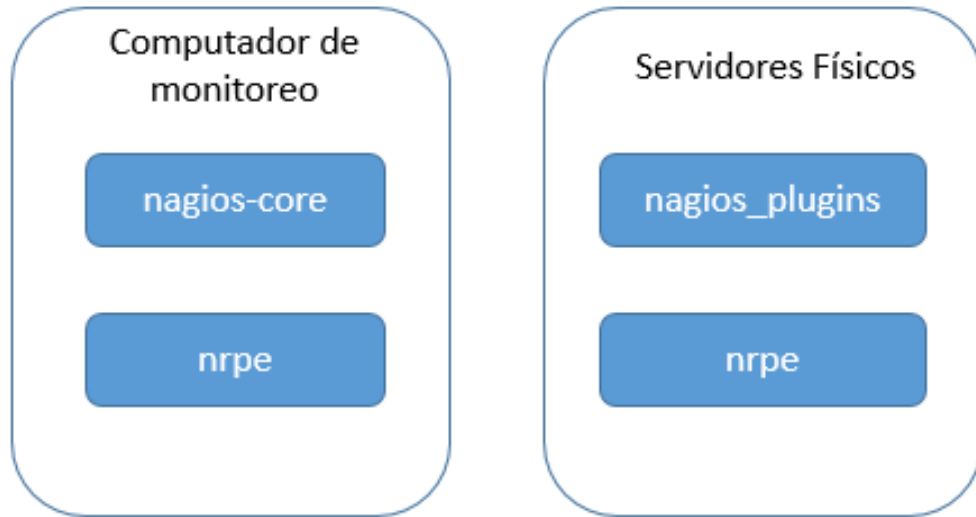 Computador de
monitoreo
nagios-core
nrpe
Servidores Físicos
nagios_plugins
nrpe